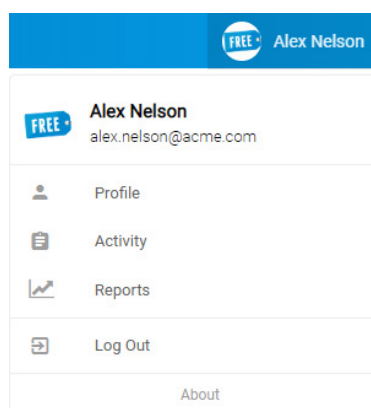 FREE Alex Nelson
FREE Alex Nelson
alex.nelson@acme.com
Profile
Activity
Reports
Log Out
About